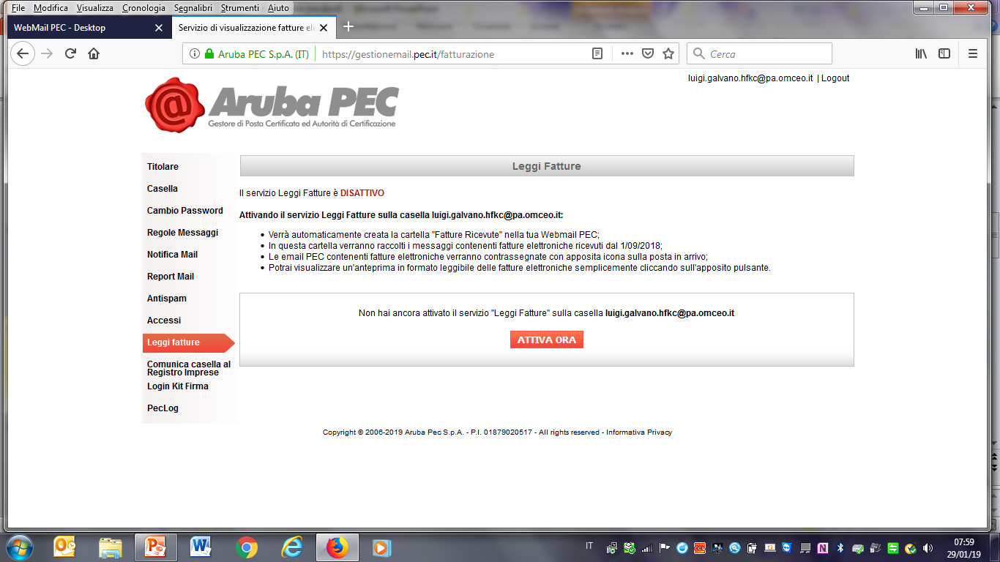 File Modifica Visualizza Cronologia Segnalibri Strumenti Aiuto
WebMail PEC - Desktop
Servizio di visualizzazione fatture ele
Aruba PEC S.p.A. (IT)
https://gestionemail.pec.it/fatturazione
Cerca
luigi.galvano.hfkc@pa.omceo.it | Logout
Aruba PEC
Gestore di Posta Certificata ed Autorità di Certificazione
Titolare
Casella
Cambio Password
Regole Messaggi
Notifica Mail
Report Mail
Antispam
Accessi
Leggi fatture
Comunica casella al
Registro Imprese
Login Kit Firma
PecLog
Leggi Fatture
Il servizio Leggi Fatture è DISATTIVO
Attivando il servizio Leggi Fatture sulla casella luigi.galvano.hfkc@pa.omceo.it:
• Verrà automaticamente creata la cartella "Fatture Ricevute" nella tua Webmail PEC;
• In questa cartella verranno raccolti i messaggi contenenti fatture elettroniche ricevuti dal 1/09/2018;
• Le email PEC contenenti fatture elettroniche verranno contrassegnate con apposita icona sulla posta in arrivo;
• Potrai visualizzare un'anteprima in formato leggibile delle fatture elettroniche semplicemente cliccando sull'apposito pulsante.
Non hai ancora attivato il servizio "Leggi Fatture" sulla casella luigi.galvano.hfkc@pa.omceo.it
ATTIVA ORA
Copyright © 2006-2019 Aruba Pec S.p.A. - P.I. 01879020517 - All rights reserved - Informativa Privacy
IT
07:59
29/01/19